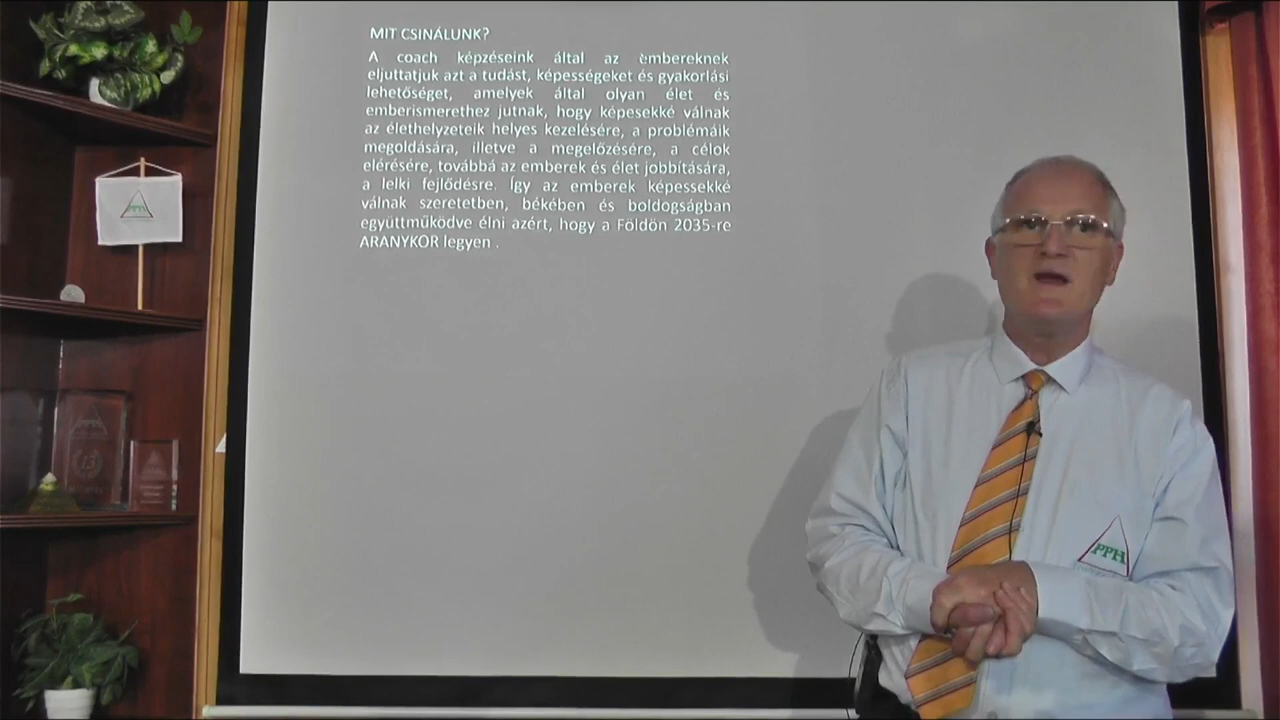 MIT CSINÁLUNK?
A coach képzéseink által az embereknek
eljuttatjuk azt a tudást, képességeket és gyakorlási
lehetőséget, amelyek által olyan élet és
emberismerethez jutnak, hogy képesekké válnak
az élethelyzeteik helyes kezelésére, a problémáik
megoldására, illetve a megelőzésére, a célok
elérésére, továbbá az emberek és élet jobbítására,
a lelki fejlődésre. Így az emberek képessekké
válnak szeretetben, békében és boldogságban
együttműködve élni azért, hogy a Földön 2035-re
ARANYKOR legyen .
PPH
PPH
15